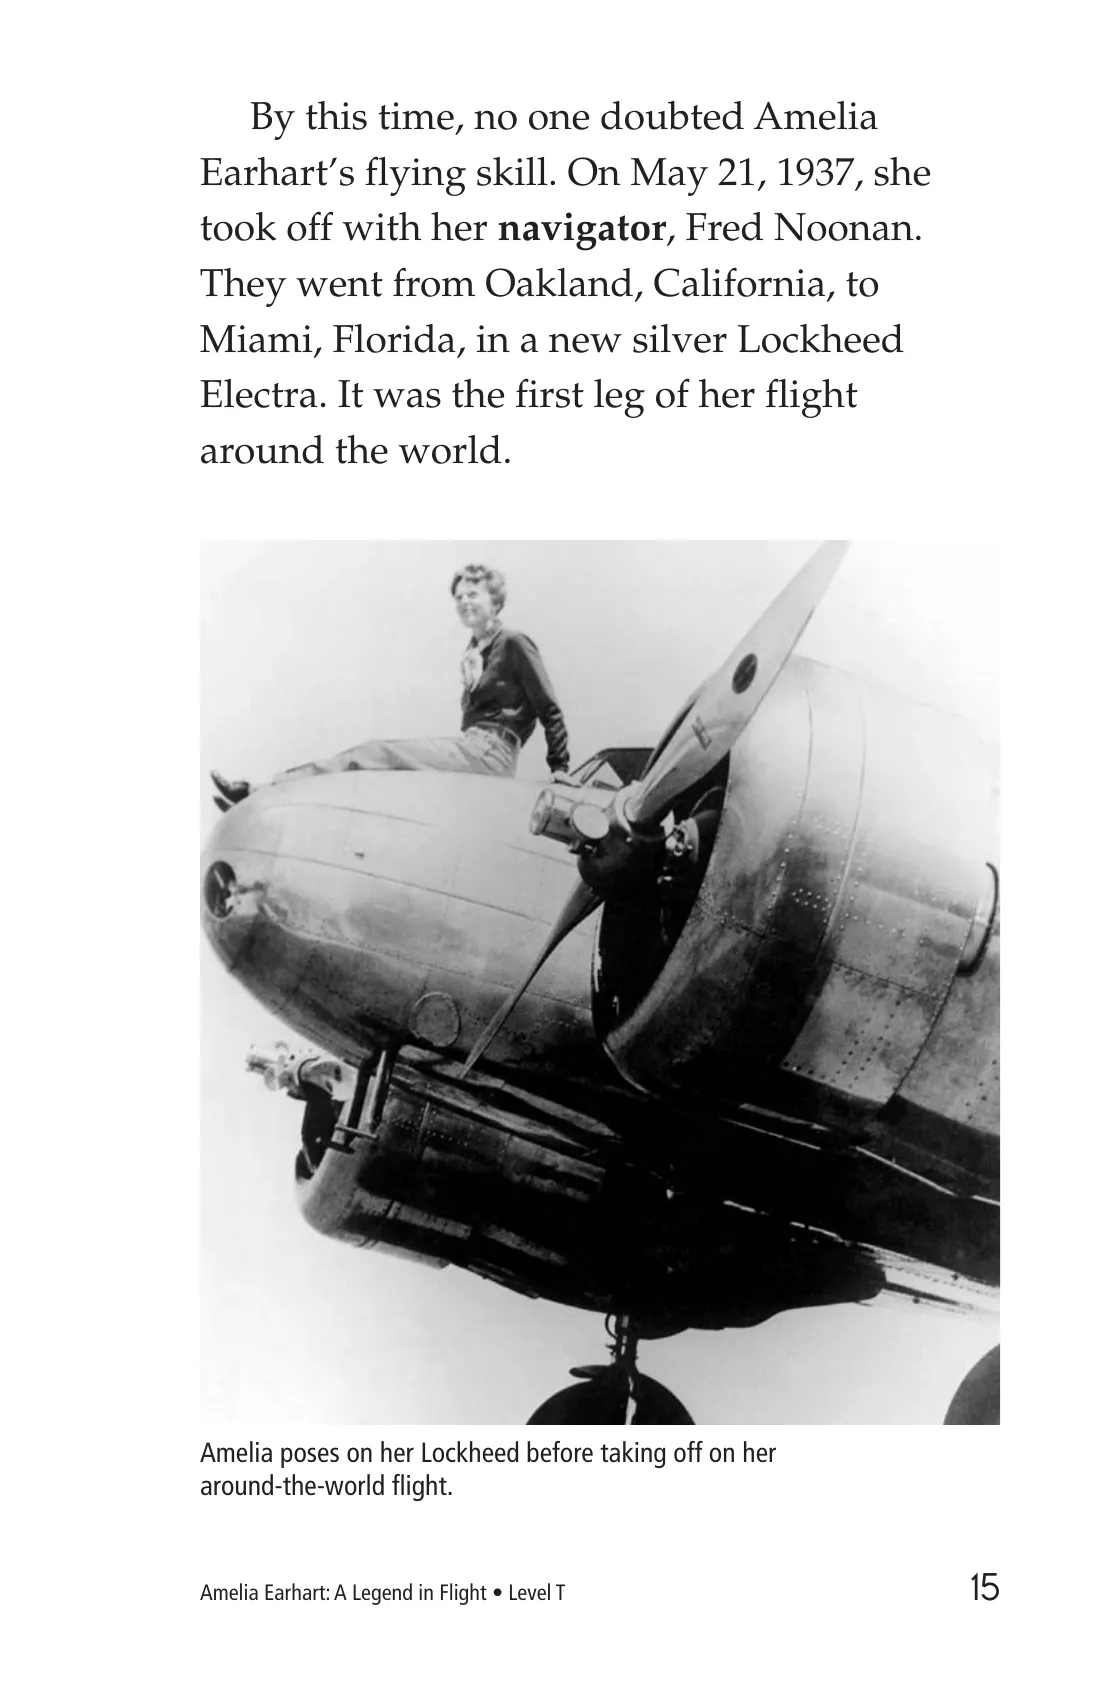 By this time, no one doubted Amelia
Earhart's flying skill. On May 21, 1937, she
took off with her navigator, Fred Noonan.
They went from Oakland, California, to
Miami, Florida, in a new silver Lockheed
Electra. It was the first leg of her flight
around the world.
Amelia poses on her Lockheed before taking off on her
around-the-world flight.
Amelia Earhart: A Legend in Flight • Level T
15